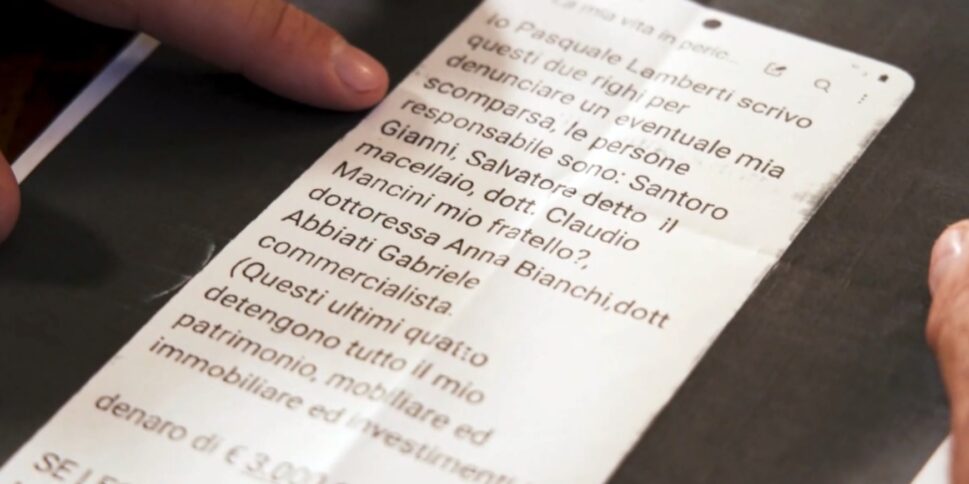 La mia vita in peric...
Io Pasquale Lamberti scrivo
questi due righi per
denunciare un eventuale mia
scomparsa, le persone
responsabile sono: Santoro
Gianni, Salvatore detto il
macellaio, dott. Claudio
Mancini mio fratello?,
dottoressa Anna Bianchi,dott
Abbiati Gabriele
commercialista.
(Questi ultimi quatto
detengono tutto il mio
patrimonio, mobiliare ed
immobiliare ed investimenti
denaro di €
SE